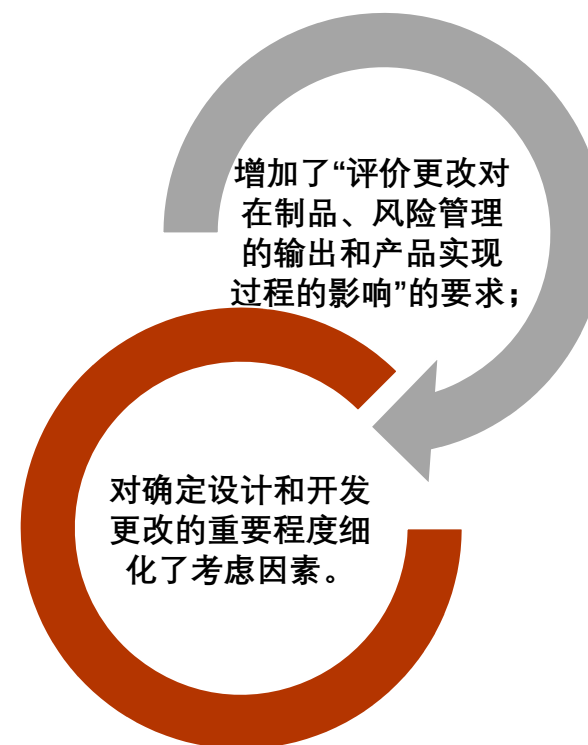 增加了“评价更改对
在制品、风险管理
的输出和产品实现
过程的影响”的要求；
对确定设计和开发
更改的重要程度细
化了考虑因素。